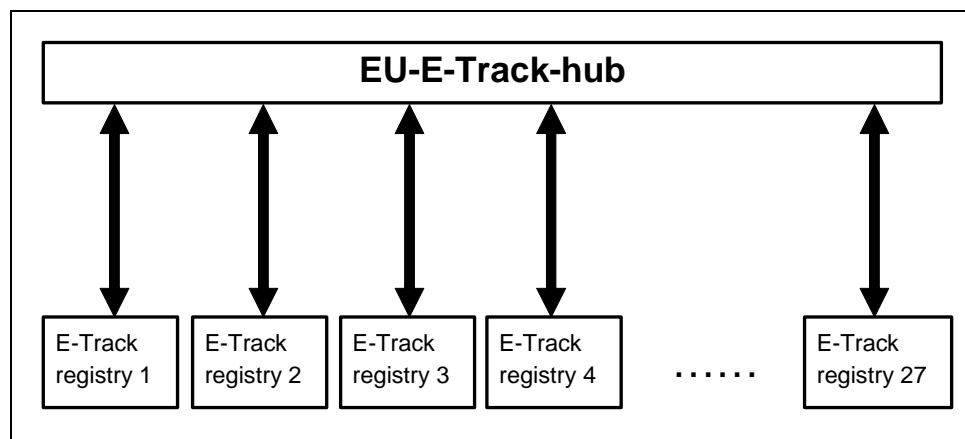 EU-E-Track-hub
E-Track
registry 1
E-Track
registry 2
E-Track
registry 3
E-Track
registry 4
......
E-Track
registry 27